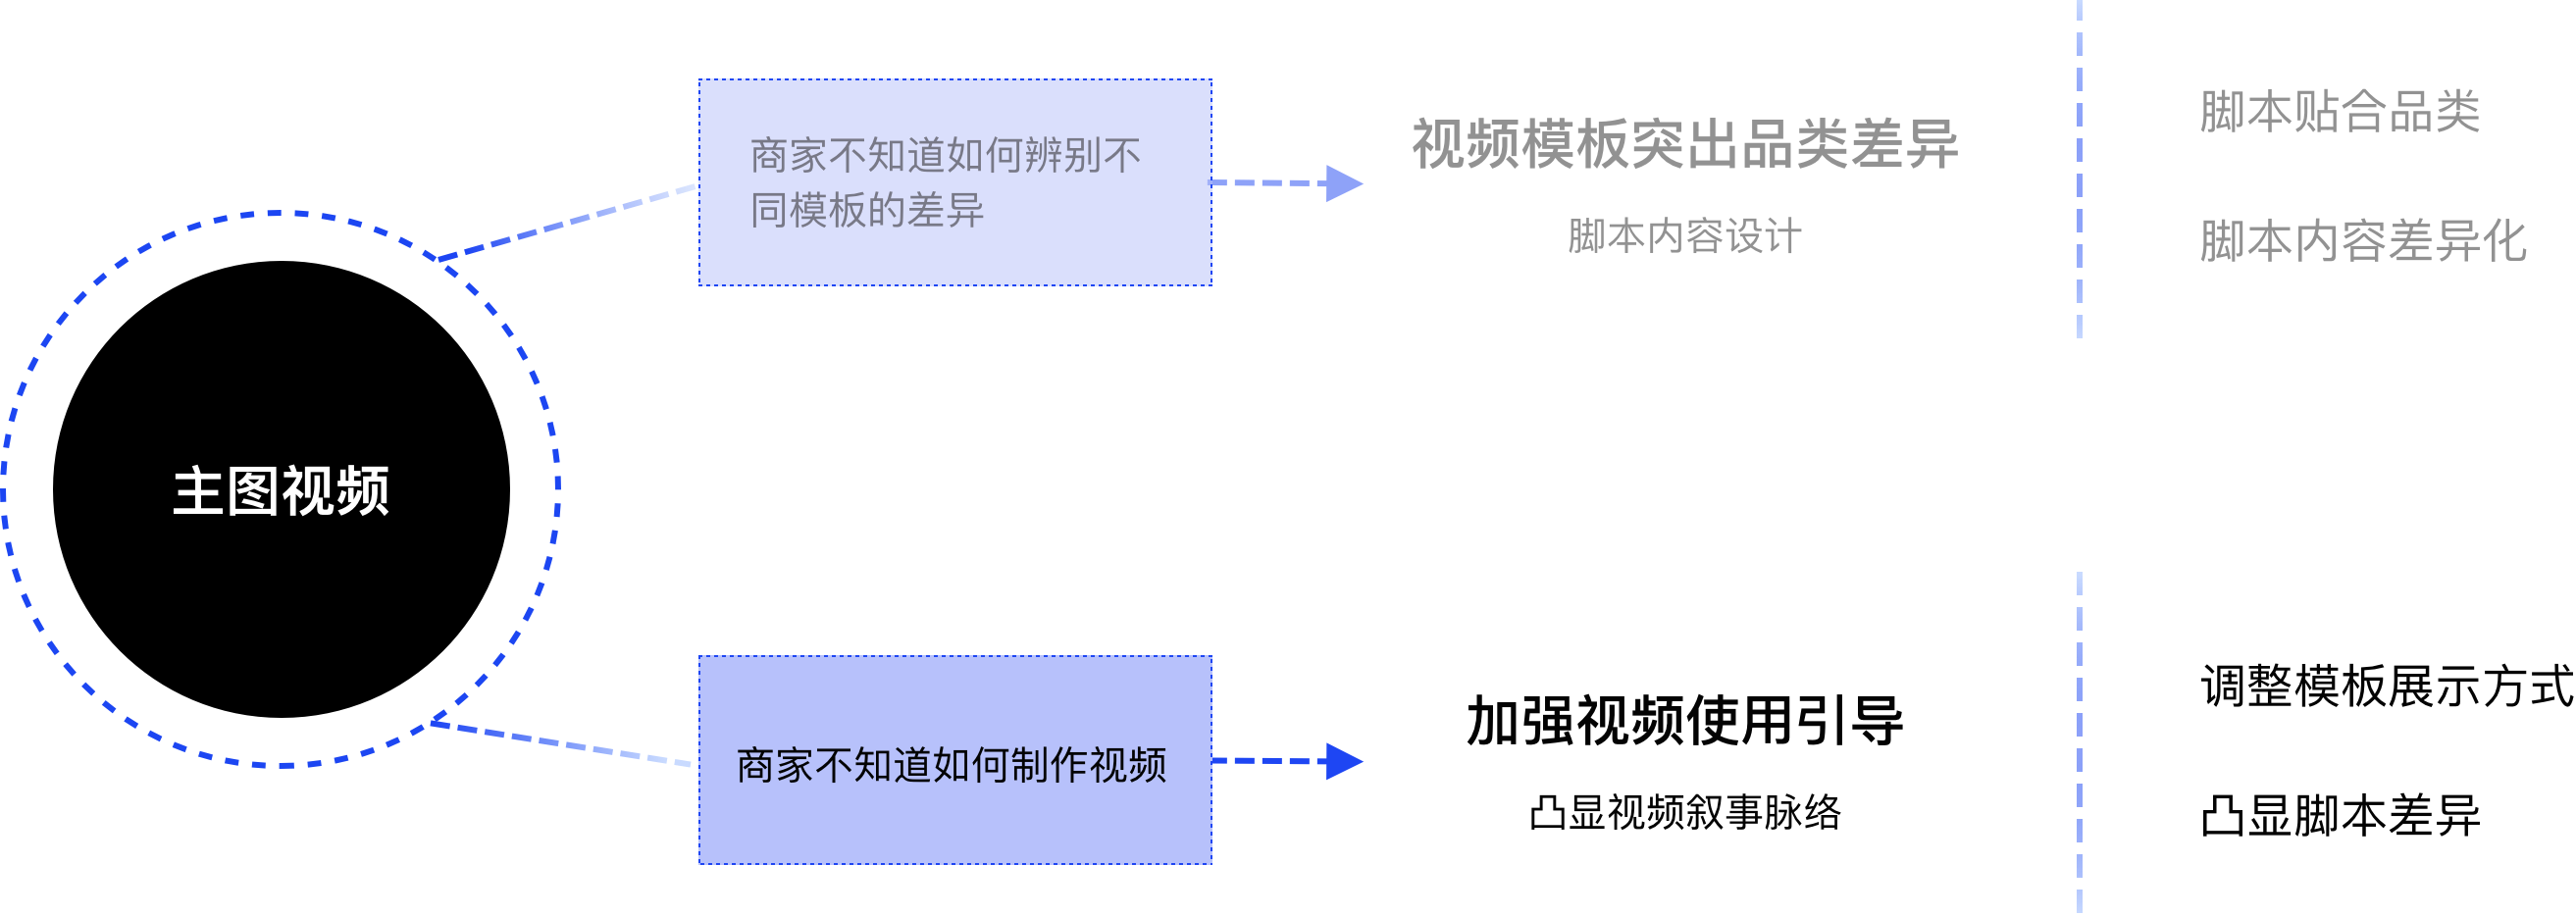 主图视频
商家不知道如何辨别不
同模板的差异
视频模板突出品类差异
脚本内容设计
脚本贴合品类
脚本内容差异化
商家不知道如何制作视频
加强视频使用引导
凸显视频叙事脉络
调整模板展示方式
凸显脚本差异